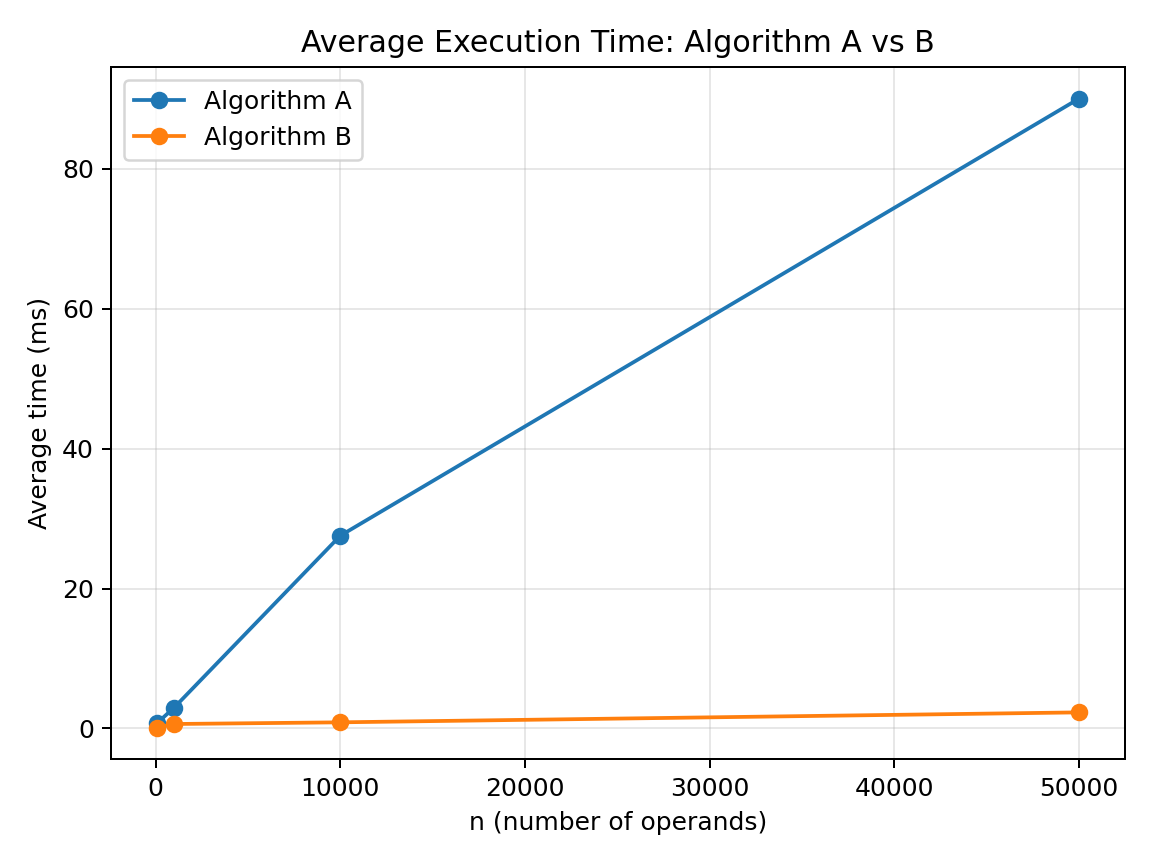 Average Execution Time: Algorithm A vs B
Algorithm A
Algorithm B
80
60
40
20
0
Average time (ms)
0 10000 20000 30000 40000 50000
n (number of operands)